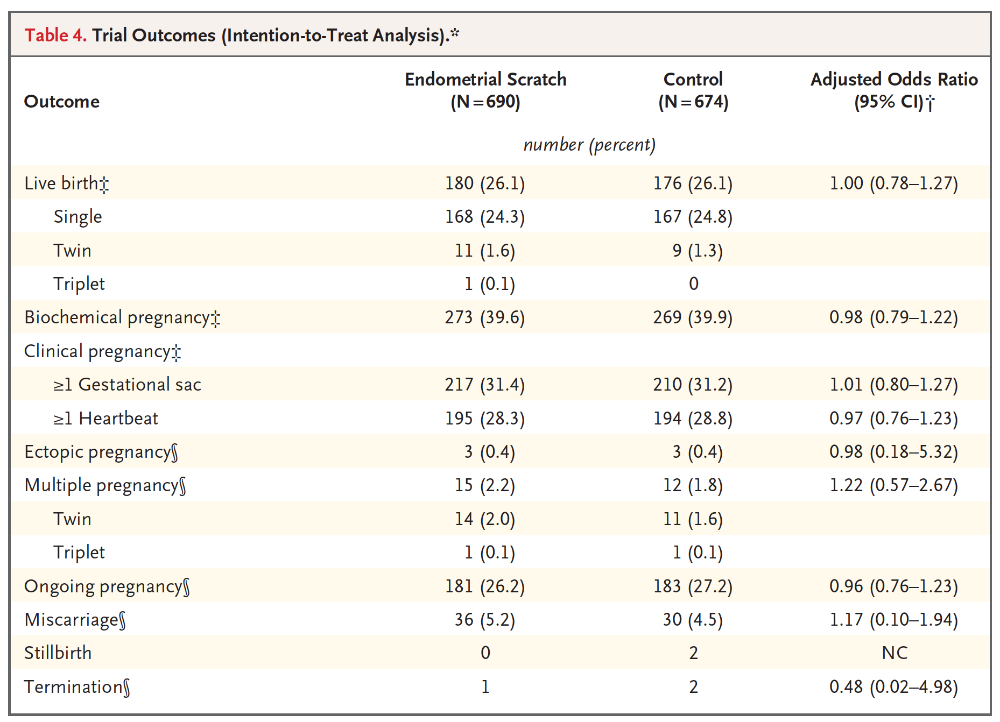 Table 4. Trial Outcomes (Intention-to-Treat Analysis).*
Outcome Endometrial Scratch (N=690) Control (N=674) Adjusted Odds Ratio (95% CI)†
number (percent)
Live birth‡ 180 (26.1) 176 (26.1) 1.00 (0.78–1.27)
Single 168 (24.3) 167 (24.8)
Twin 11 (1.6) 9 (1.3)
Triplet 1 (0.1) 0
Biochemical pregnancy‡ 273 (39.6) 269 (39.9) 0.98 (0.79–1.22)
Clinical pregnancy‡
≥1 Gestational sac 217 (31.4) 210 (31.2) 1.01 (0.80–1.27)
≥1 Heartbeat 195 (28.3) 194 (28.8) 0.97 (0.76–1.23)
Ectopic pregnancy§ 3 (0.4) 3 (0.4) 0.98 (0.18–5.32)
Multiple pregnancy§ 15 (2.2) 12 (1.8) 1.22 (0.57–2.67)
Twin 14 (2.0) 11 (1.6)
Triplet 1 (0.1) 1 (0.1)
Ongoing pregnancy§ 181 (26.2) 183 (27.2) 0.96 (0.76–1.23)
Miscarriage§ 36 (5.2) 30 (4.5) 1.17 (0.10–1.94)
Stillbirth 0 2 NC
Termination§ 1 2 0.48 (0.02–4.98)